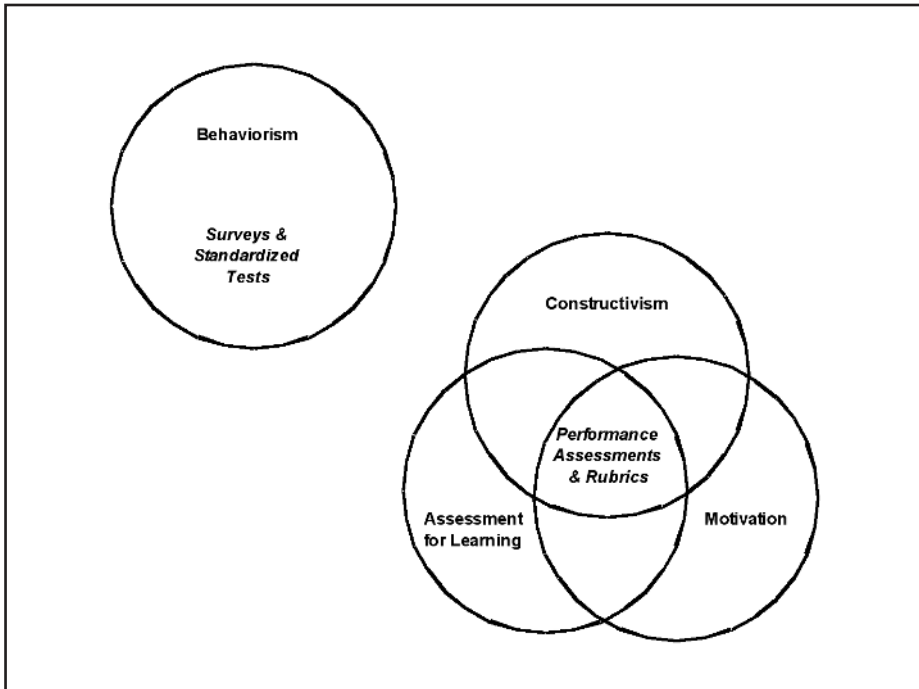 Behaviorism
Surveys &
Standardized
Tests
Constructivism
Performance
Assessments
& Rubrics
Assessment
for Learning
Motivation